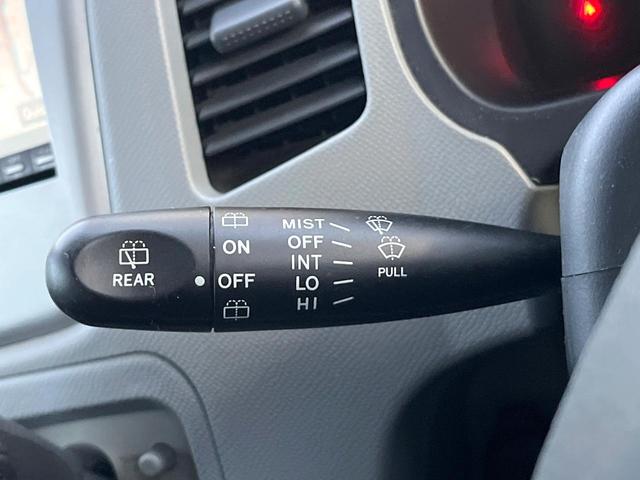 REAR
ON
OFF
MIST
OFF
INT
LO
HI
PULL